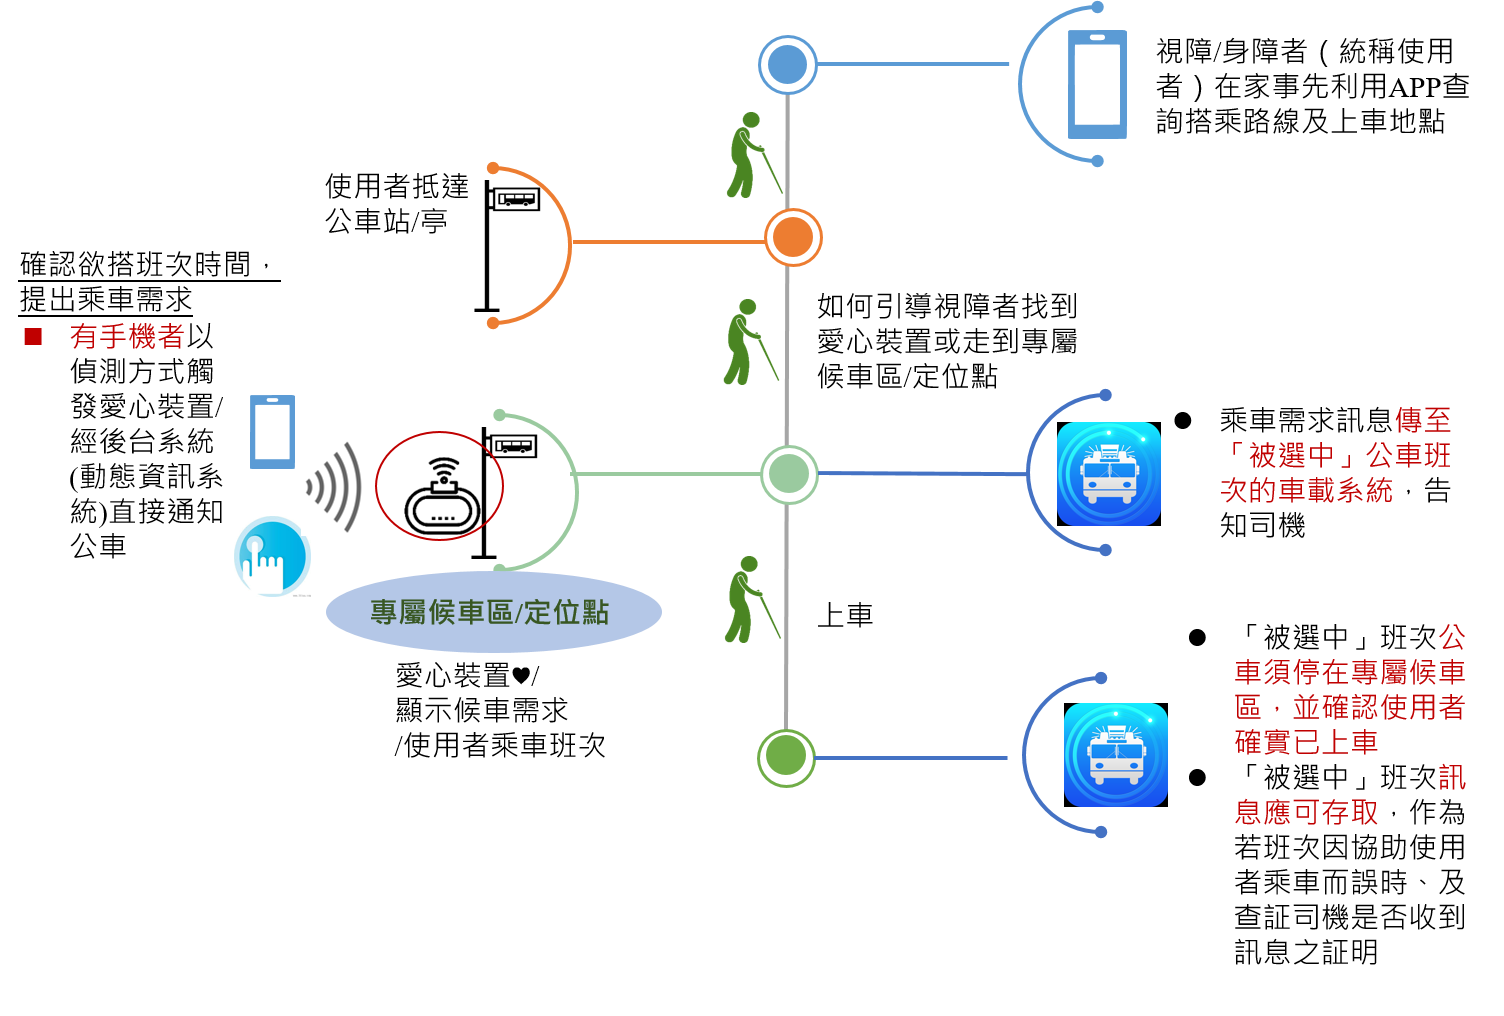 視障/身障者（統稱使用
者）在家事先利用APP查
詢搭乘路線及上車地點
使用者抵達
公車站/亭
確認欲搭班次時間，
提出乘車需求
■ 有手機者以
偵測方式觸
發愛心裝置/
經後台系統
(動態資訊系
統)直接通知
公車
如何引導視障者找到
愛心裝置或走到專屬
候車區/定位點
● 乘車需求訊息傳至
「被選中」公車班
次的車載系統，告
知司機
專屬候車區/定位點
愛心裝置♥/
顯示候車需求
/使用者乘車班次
上車
● 「被選中」班次公
車須停在專屬候車
區，並確認使用者
確實已上車
● 「被選中」班次訊
息應可存取，作為
若班次因協助使用
者乘車而誤時、及
查証司機是否收到
訊息之証明